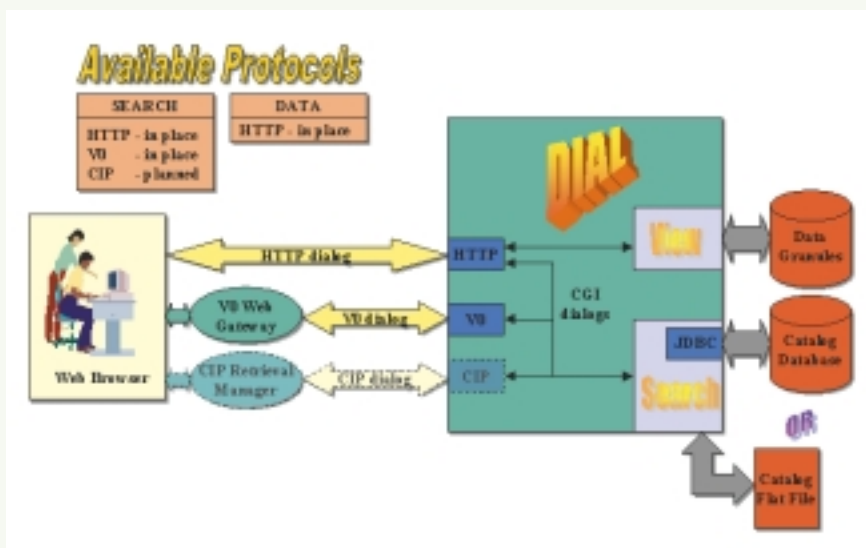 Available Protocols
SEARCH
HTTP - in place
V0 - in place
CIP - planned
DATA
HTTP - in place
DIAL
HTTP dialog
HTTP
View
Data
Granules
V0 Web
Gateway
V0 dialog
V0
CGI
dialogs
JDBC
Catalog
Database
Web Browser
CIP Retrieval
Manager
CIP dialog
CIP
Search
OR
Catalog
Flat File